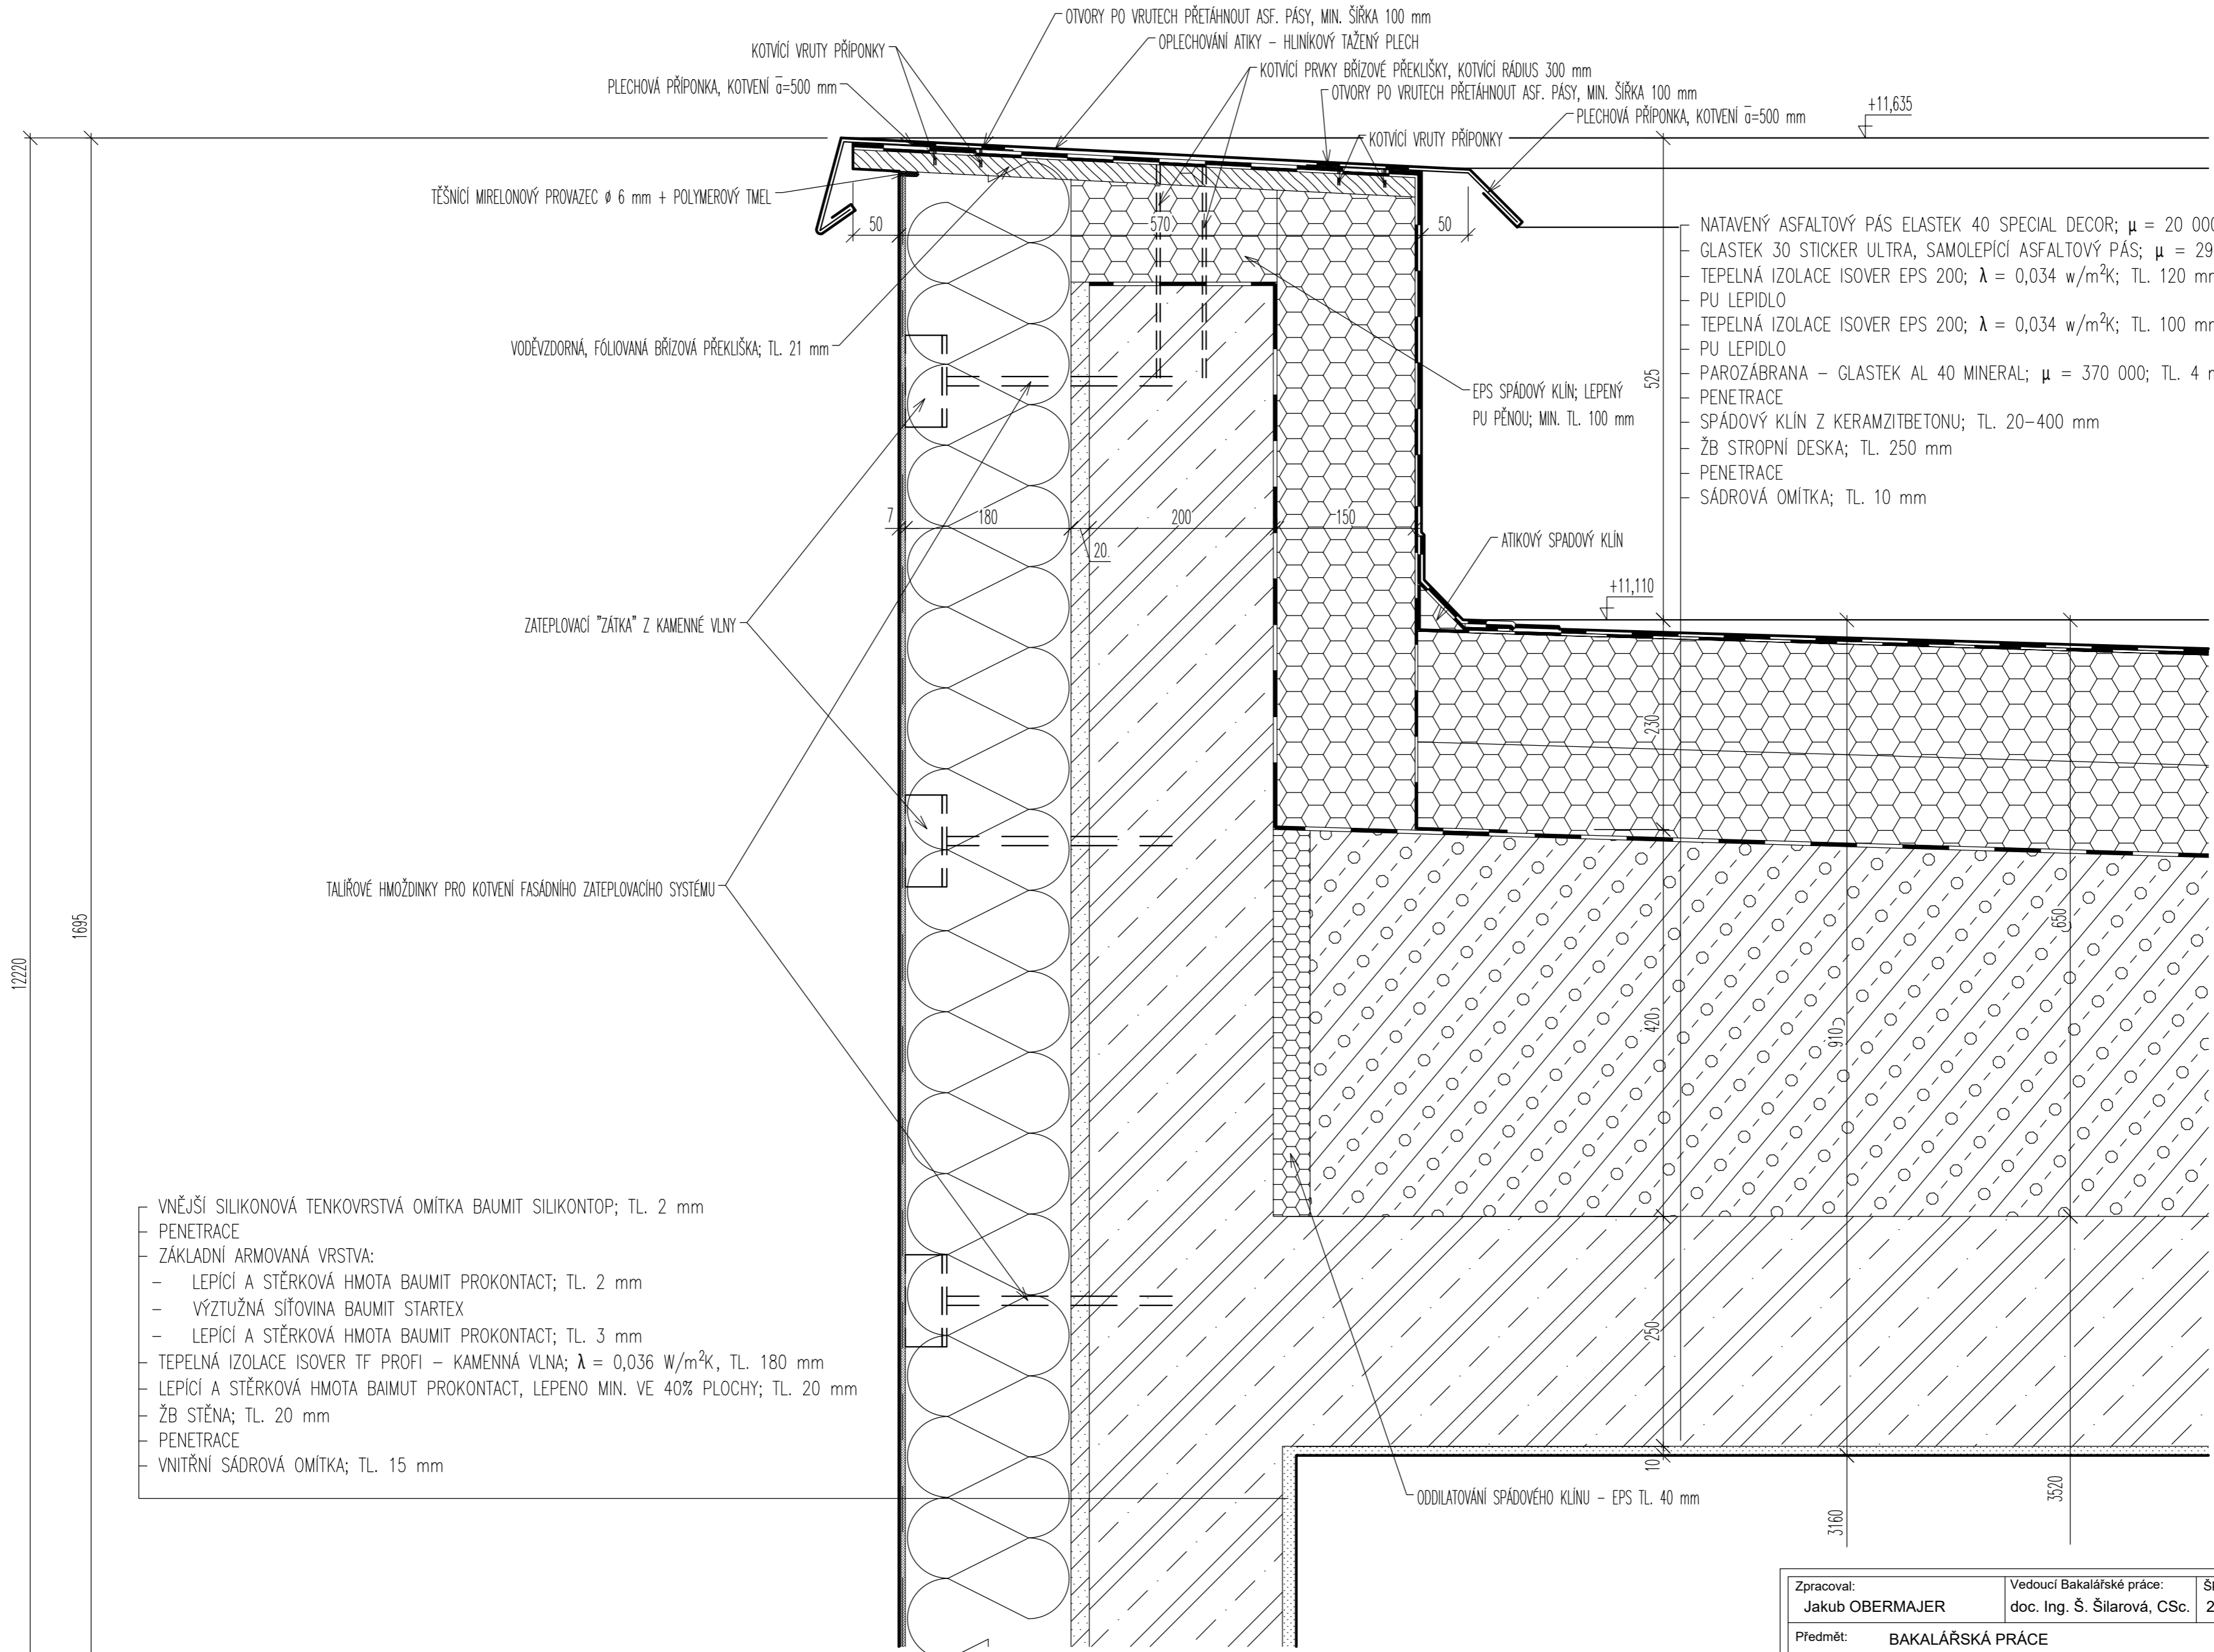 OTVORY PO VRUTECH PŘETÁHNOUT ASF. PÁSY, MIN. ŠÍŘKA 100 mm
KOTVÍCÍ VRUTY PŘÍPONKY
OPLECHOVÁNÍ ATIKY – HLINÍKOVÝ TAŽENÝ PLECH
KOTVÍCÍ PRVKY BŘÍZOVÉ PŘEKLIŠKY, KOTVÍCÍ RÁDIUS 300 mm
PLECHOVÁ PŘÍPONKA, KOTVENÍ ā=500 mm
OTVORY PO VRUTECH PŘETÁHNOUT ASF. PÁSY, MIN. ŠÍŘKA 100 mm
PLECHOVÁ PŘÍPONKA, KOTVENÍ ā=500 mm
+11,635
KOTVÍCÍ VRUTY PŘÍPONKY
TĚŠNÍCÍ MIRELONOVÝ PROVAZEC ø 6 mm + POLYMEROVÝ TMEL
50
570
50
NATAVENÝ ASFALTOVÝ PÁS ELASTEK 40 SPECIAL DECOR; μ = 20 000
GLASTEK 30 STICKER ULTRA, SAMOLEPÍCÍ ASFALTOVÝ PÁS; μ = 29
TEPELNÁ IZOLACE ISOVER EPS 200; λ = 0,034 w/m²K; TL. 120 mm
PU LEPIDLO
TEPELNÁ IZOLACE ISOVER EPS 200; λ = 0,034 w/m²K; TL. 100 mm
PU LEPIDLO
PAROZÁBRANA – GLASTEK AL 40 MINERAL; μ = 370 000; TL. 4 m
PENETRACE
SPÁDOVÝ KLÍN Z KERAMZITBETONU; TL. 20-400 mm
ŽB STROPNÍ DESKA; TL. 250 mm
PENETRACE
SÁDROVÁ OMÍTKA; TL. 10 mm
VODĚVZDORNÁ, FÓLIOVANÁ BŘÍZOVÁ PŘEKLIŠKA; TL. 21 mm
525
EPS SPÁDOVÝ KLÍN; LEPENÝ
PU PĚNOU; MIN. TL. 100 mm
7
180
20
200
150
ATIKOVÝ SPADOVÝ KLÍN
+11,110
ZATEPLOVACÍ "ZÁTKA" Z KAMENNÉ VLNY
230
TALÍŘOVÉ HMOŽDINKY PRO KOTVENÍ FASÁDNÍHO ZATEPLOVACÍHO SYSTÉMU
12220
1695
650
420
910
VNĚJŠÍ SILIKONOVÁ TENKOVRSTVÁ OMÍTKA BAUMIT SILIKONTOP; TL. 2 mm
PENETRACE
ZÁKLADNÍ ARMOVANÁ VRSTVA:
– LEPÍCÍ A STĚRKOVÁ HMOTA BAUMIT PROKONTACT; TL. 2 mm
– VÝZTUŽNÁ SÍŤOVINA BAUMIT STARTEX
– LEPÍCÍ A STĚRKOVÁ HMOTA BAUMIT PROKONTACT; TL. 3 mm
TEPELNÁ IZOLACE ISOVER TF PROFI – KAMENNÁ VLNA; λ = 0,036 W/m²K, TL. 180 mm
LEPÍCÍ A STĚRKOVÁ HMOTA BAIMUT PROKONTACT, LEPENO MIN. VE 40% PLOCHY; TL. 20 mm
ŽB STĚNA; TL. 20 mm
PENETRACE
VNITŘNÍ SÁDROVÁ OMÍTKA; TL. 15 mm
250
10
ODDILATOVÁNÍ SPÁDOVÉHO KLÍNU – EPS TL. 40 mm
3160
3520
Zpracoval:
Jakub OBERMAJER
Vedoucí Bakalářské práce:
doc. Ing. Š. Šilarová, CSc.
2
Předmět: BAKALÁŘSKÁ PRÁCE